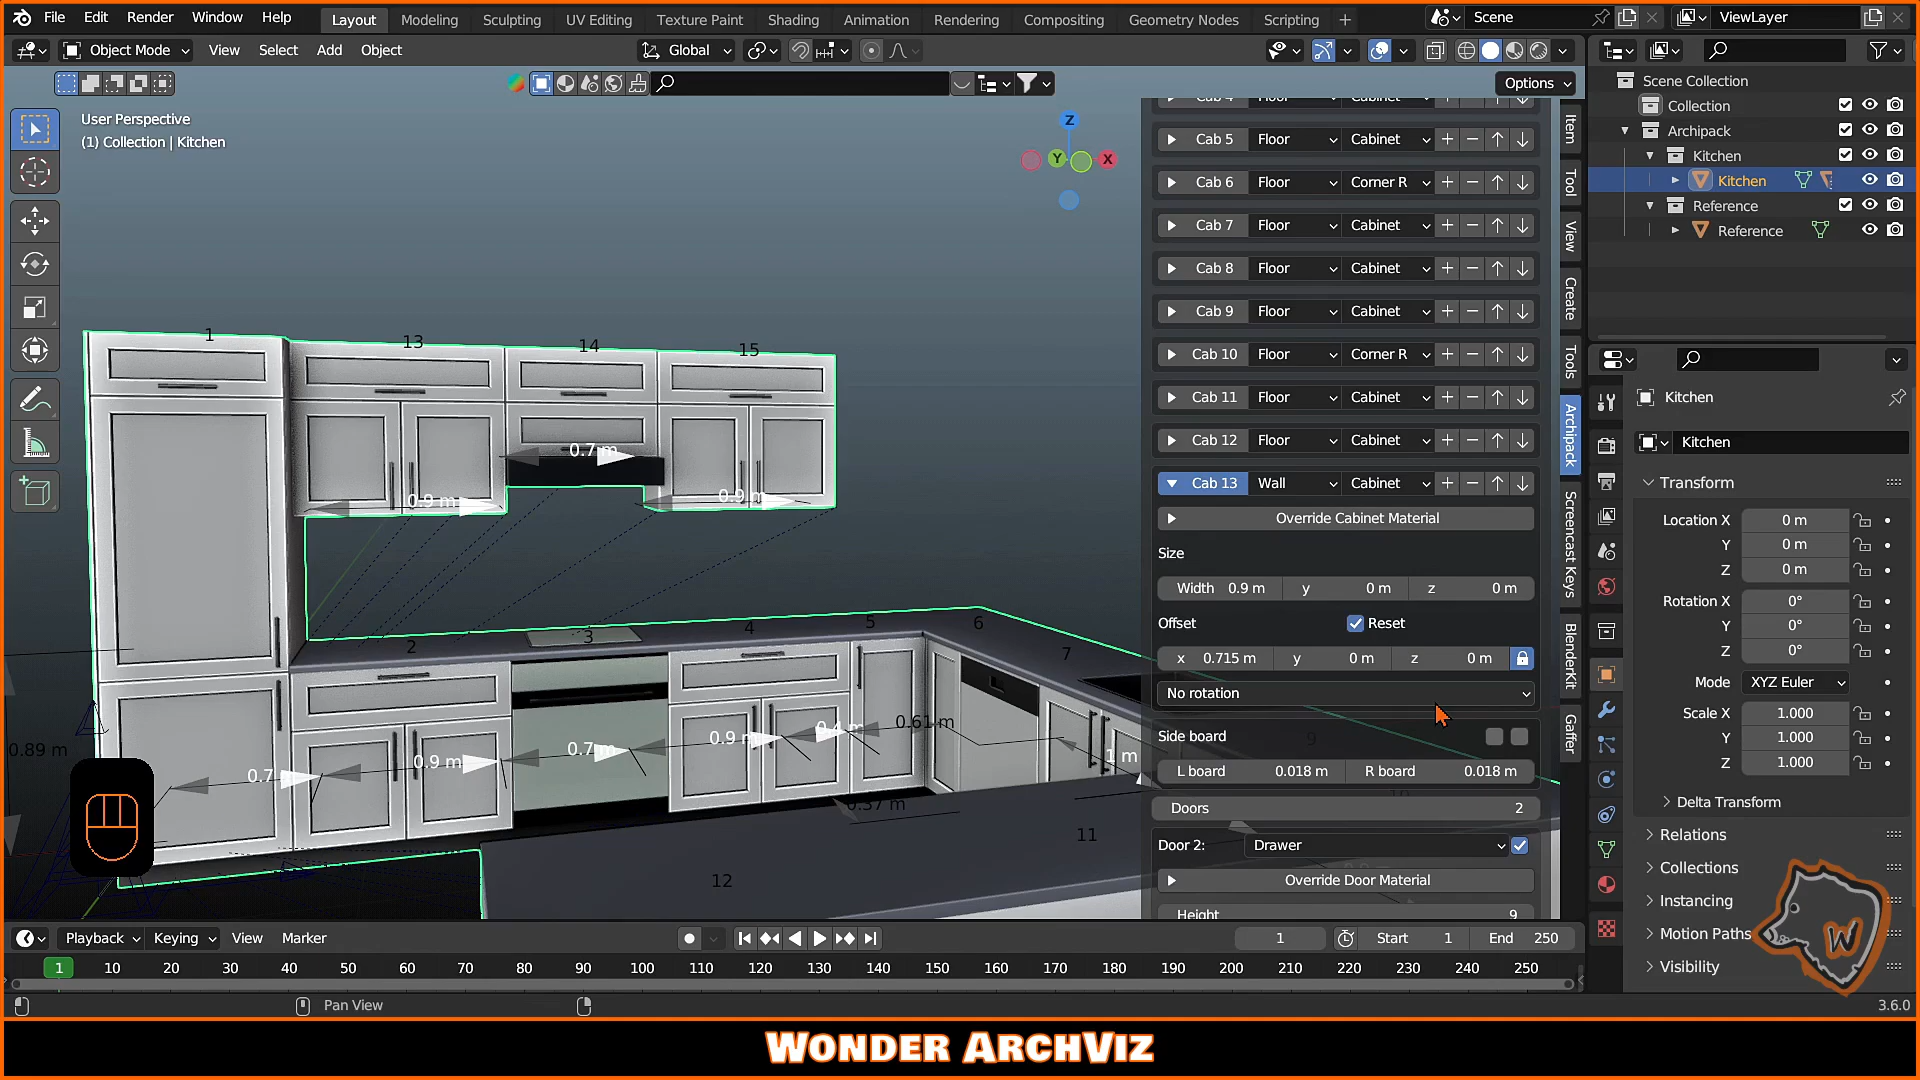 File Edit Render Window Help Layout Modeling Sculpting UV Editing Texture Paint Shading Animation Rendering Compositing Geometry Nodes Scripting + Scene ViewLayer
Object Mode View Select Add Object Global
Options
User Perspective
(1) Collection | Kitchen
Z
Y X
1 13 14 15
0.7 m
0.9 m 0.9 m
2 3 4 5 6 7
0.89 m 0.7 0.9 m 0.7 m 0.9 m 0.4 m 0.61 m 1 m
0.37 m
9 10 11 12
Cab 4 Cabinet
Cab 5 Floor Cabinet
Cab 6 Floor Corner R
Cab 7 Floor Cabinet
Cab 8 Floor Cabinet
Cab 9 Floor Cabinet
Cab 10 Floor Corner R
Cab 11 Floor Cabinet
Cab 12 Floor Cabinet
Cab 13 Wall Cabinet
Override Cabinet Material
Size
Width 0.9 m y 0 m z 0 m
Offset Reset
x 0.715 m y 0 m z 0 m
No rotation
Side board
L board 0.018 m R board 0.018 m
Doors 2
Door 2: Drawer
Override Door Material
Height 9
Item
Tool
View
Create
Tools
Archipack
Screencast Keys
BlenderKit
Gaffer
Scene Collection
Collection
Archipack
Kitchen
Kitchen
Reference
Reference
Kitchen
Kitchen
Transform
Location X 0 m
Y 0 m
Z 0 m
Rotation X 0°
Y 0°
Z 0°
Mode XYZ Euler
Scale X 1.000
Y 1.000
Z 1.000
Delta Transform
Relations
Collections
Instancing
Motion Paths
Visibility
W
Playback Keying View Marker 1 Start 1 End 250
1 10 20 30 40 50 60 70 80 90 100 110 120 130 140 150 160 170 180 190 200 210 220 230 240 250
Pan View 3.6.0
WONDER ARCHVIZ